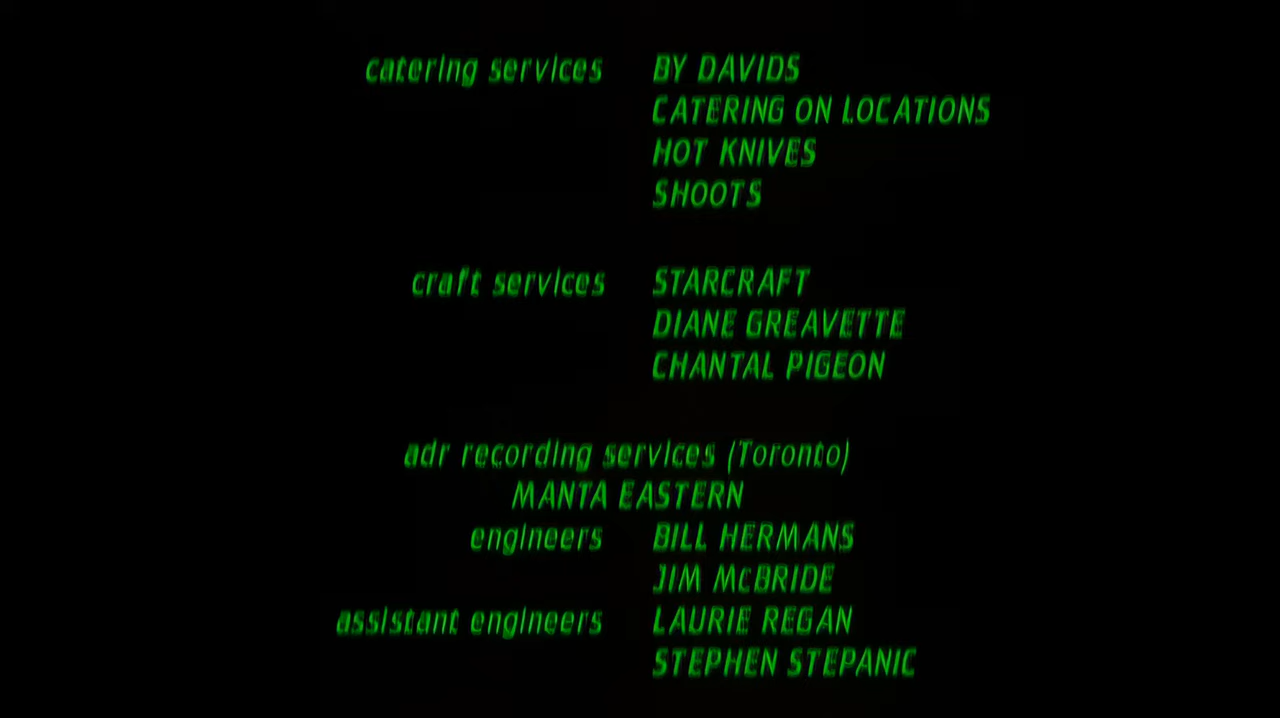 catering services BY DAVIDS
CATERING ON LOCATIONS
HOT KNIVES
SHOOTS
craft services STARCRAFT
DIANE GREAVETTE
CHANTAL PIGEON
adr recording services (Toronto)
MANTA EASTERN
engineers BILL HERMANS
JIM McBRIDE
assistant engineers LAURIE REGAN
STEPHEN STEPANIC